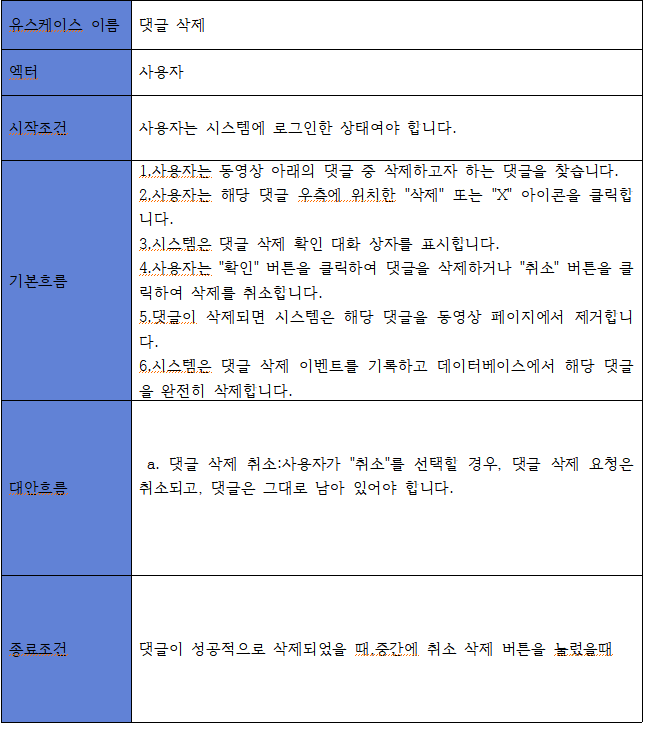 유스케이스 이름
댓글 삭제
엑터
사용자
시작조건
사용자는 시스템에 로그인한 상태여야 합니다.
기본흐름
1.사용자는 동영상 아래의 댓글 중 삭제하고자 하는 댓글을 찾습니다.
2.사용자는 해당 댓글 우측에 위치한 "삭제" 또는 "X" 아이콘을 클릭합
니다.
3.시스템은 댓글 삭제 확인 대화 상자를 표시합니다.
4.사용자는 "확인" 버튼을 클릭하여 댓글을 삭제하거나 "취소" 버튼을 클
릭하여 삭제를 취소합니다.
5.댓글이 삭제되면 시스템은 해당 댓글을 동영상 페이지에서 제거합니
다.
6.시스템은 댓글 삭제 이벤트를 기록하고 데이터베이스에서 해당 댓글
을 완전히 삭제합니다.
대안흐름
a. 댓글 삭제 취소:사용자가 "취소"를 선택할 경우, 댓글 삭제 요청은
취소되고, 댓글은 그대로 남아 있어야 합니다.
종료조건
댓글이 성공적으로 삭제되었을 때.중간에 취소 삭제 버튼을 눌렀을때